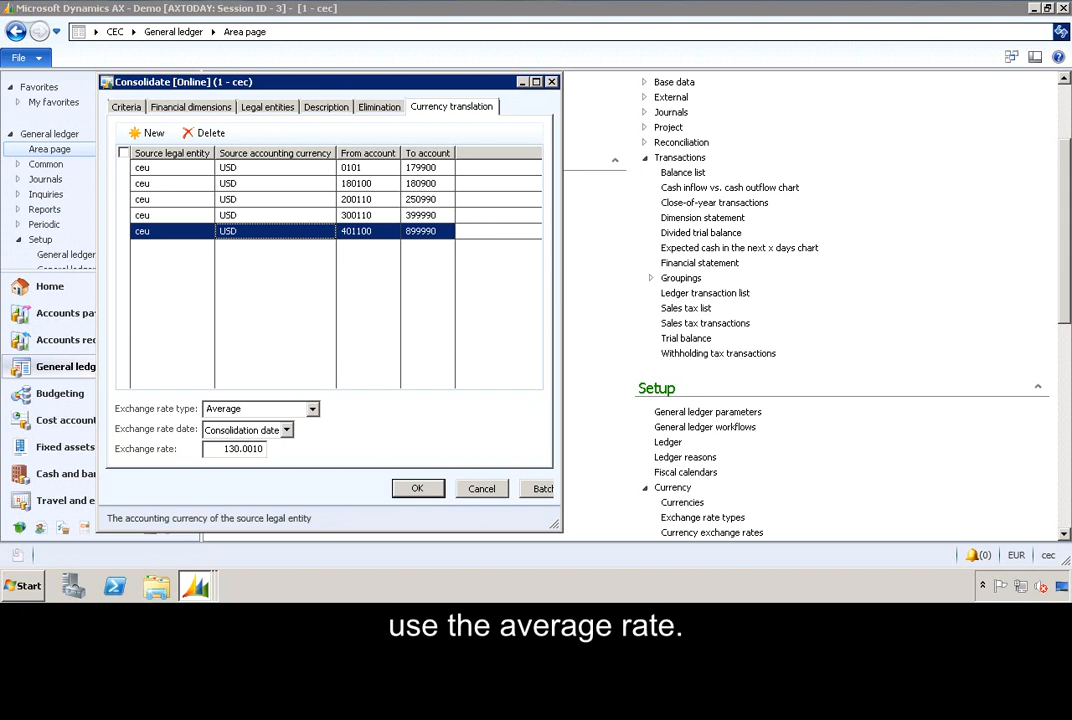 Microsoft Dynamics AX - Demo [AXTODAY: Session ID - 3] - [1 - cec]
CEC
General ledger
Area page
File
Favorites
My favorites
General ledger
Area page
Common
Journals
Inquiries
Reports
Periodic
Setup
General ledger
Home
Accounts pa
Accounts rec
General ledg
Budgeting
Cost account
Fixed assets
Cash and ban
Travel and e
Consolidate [Online] (1 - cec)
Criteria
Financial dimensions
Legal entities
Description
Elimination
Currency translation
New
Delete
Source legal entity Source accounting currency From account To account
ceu USD 0101 179900
ceu USD 180100 180900
ceu USD 200110 250990
ceu USD 300110 399990
ceu USD 401100 899990
Exchange rate type: Average
Exchange rate date: Consolidation date
Exchange rate: 130.0010
OK
Cancel
Batch
The accounting currency of the source legal entity
Base data
External
Journals
Project
Reconciliation
Transactions
Balance list
Cash inflow vs. cash outflow chart
Close-of-year transactions
Dimension statement
Divided trial balance
Expected cash in the next x days chart
Financial statement
Groupings
Ledger transaction list
Sales tax list
Sales tax transactions
Trial balance
Withholding tax transactions
Setup
General ledger parameters
General ledger workflows
Ledger
Ledger reasons
Fiscal calendars
Currency
Currencies
Exchange rate types
Currency exchange rates
(0)
EUR
cec
Start
use the average rate.